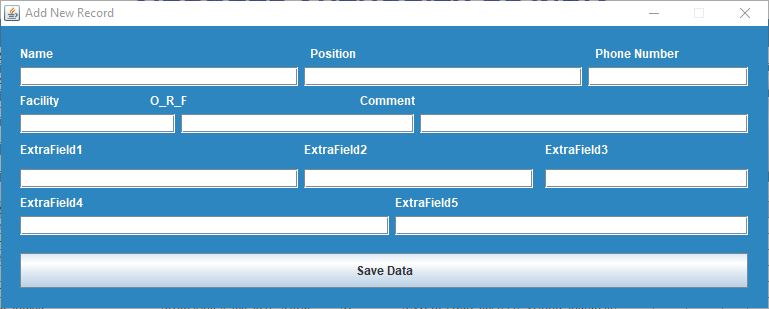 Add New Record
Name Position Phone Number
Facility O_R_F Comment
ExtraField1 ExtraField2 ExtraField3
ExtraField4 ExtraField5
Save Data